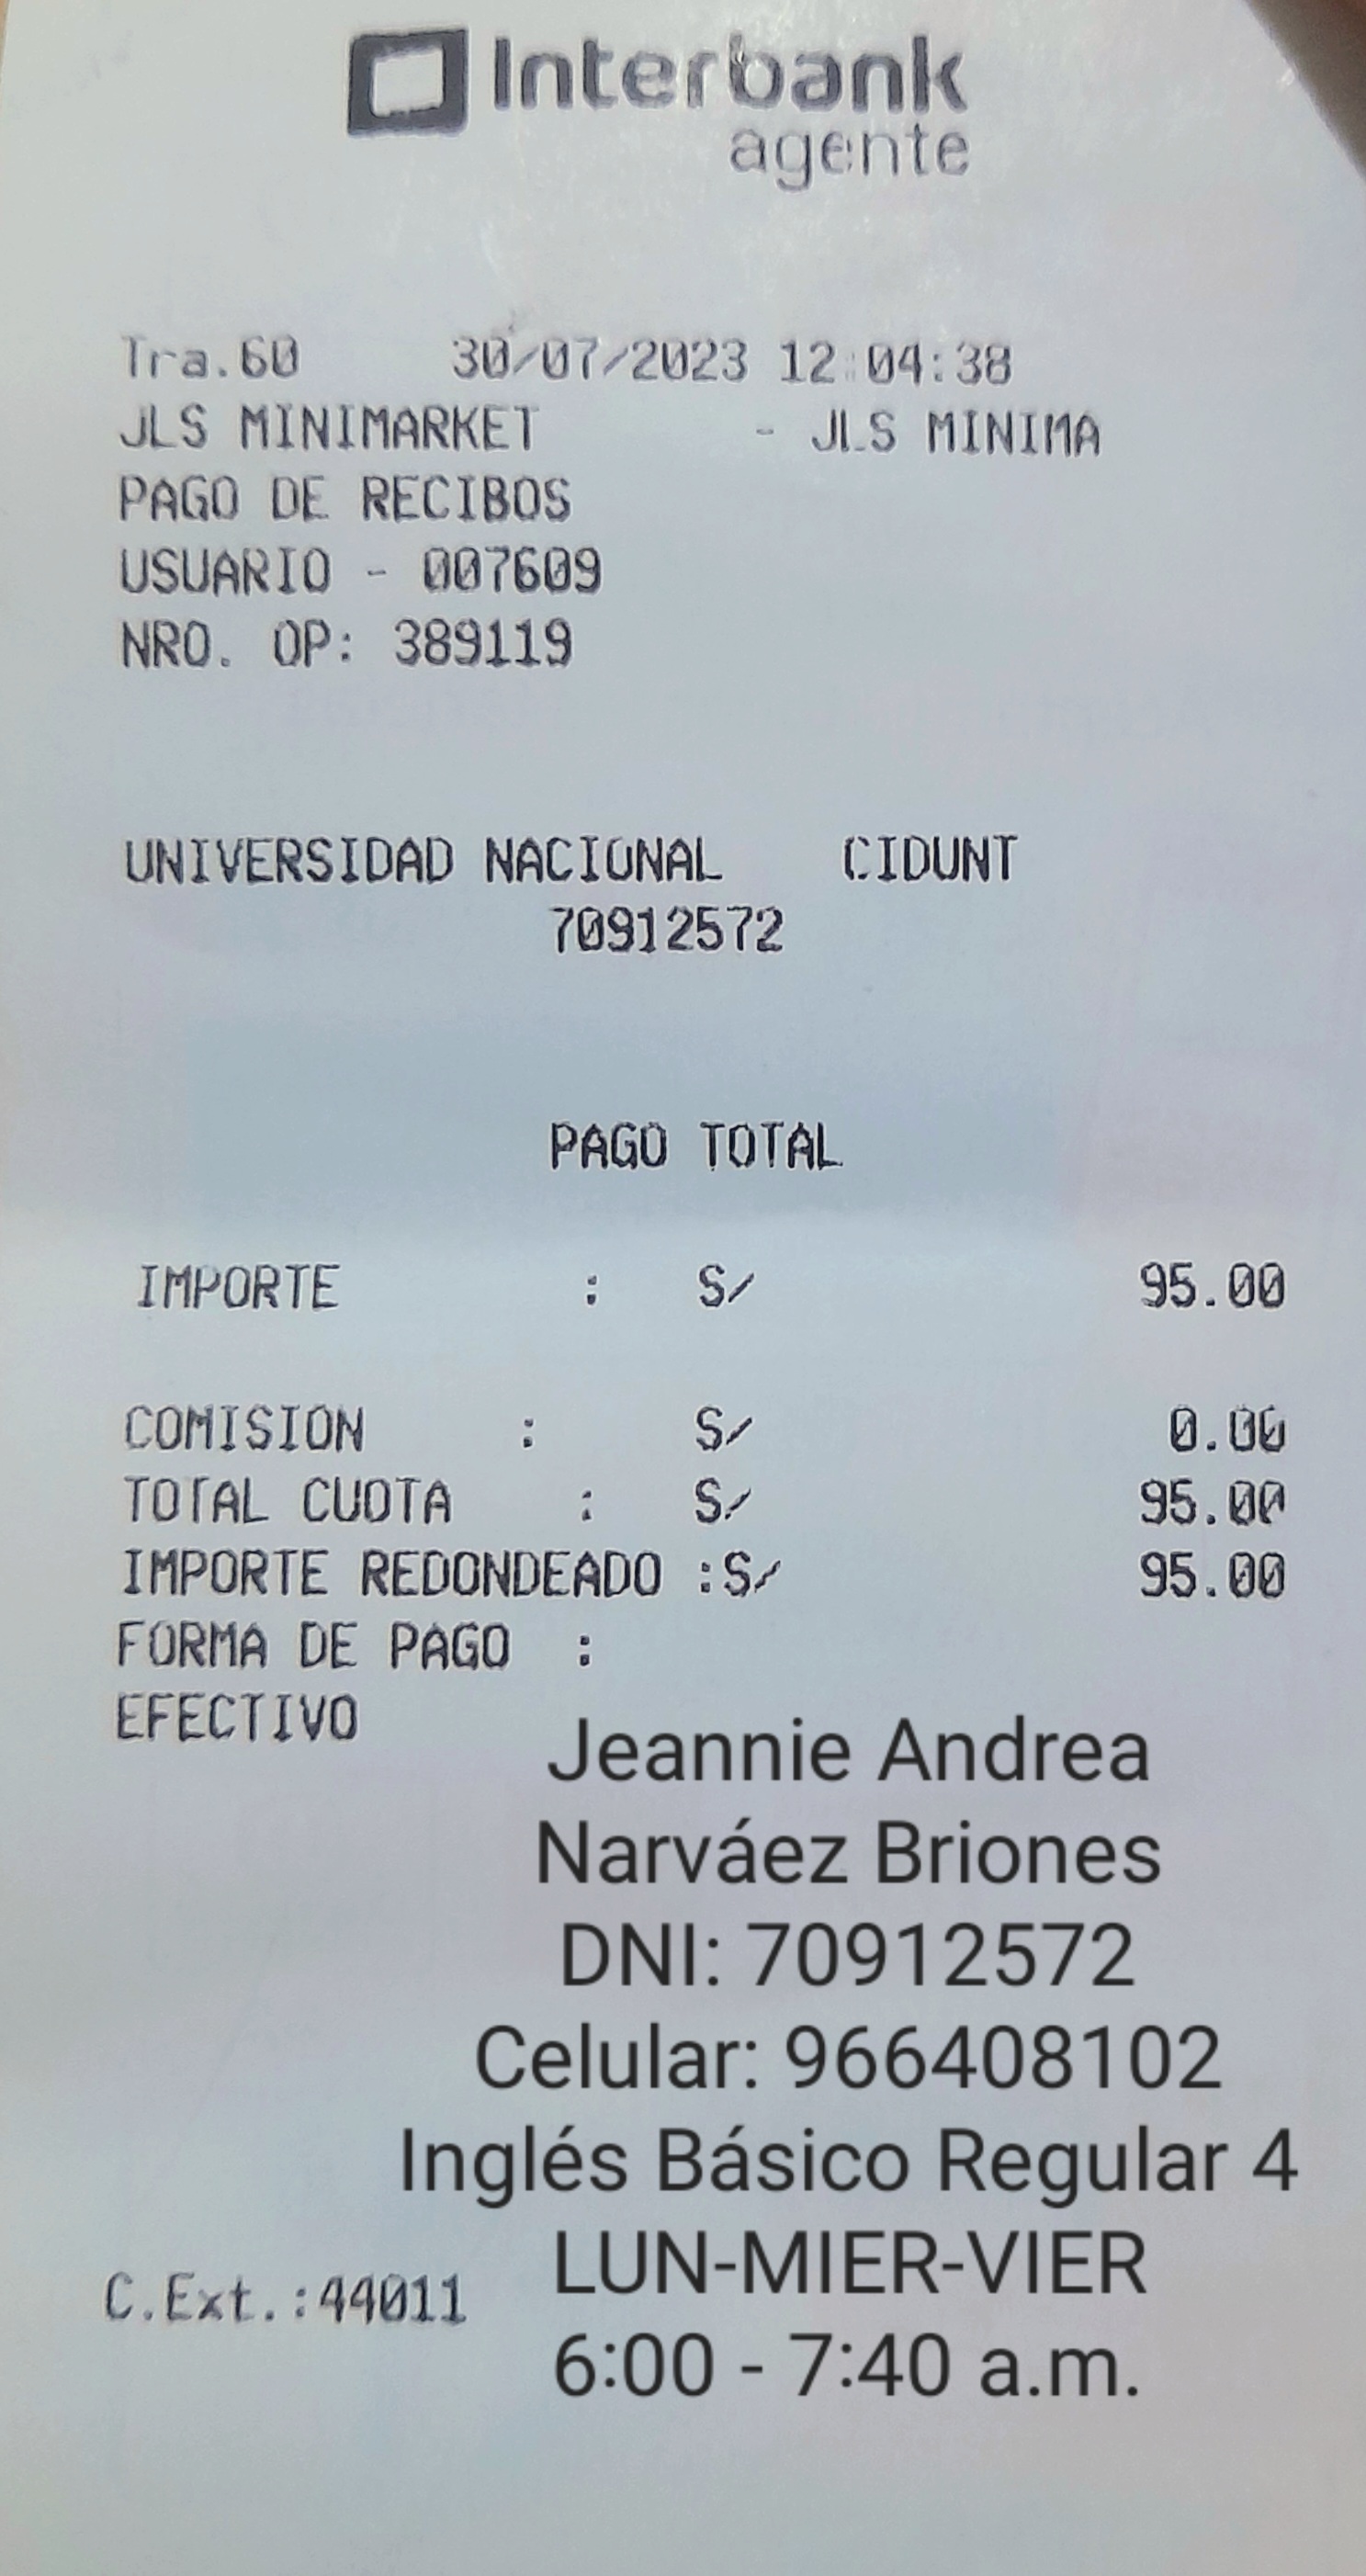 Interbank
agente
Tra.60 30/07/2023 12:04:38
JLS MINIMARKET - JLS MINIMA
PAGO DE RECIBOS
USUARIO - 007609
NRO. OP: 389119
UNIVERSIDAD NACIONAL CIDUNT
70912572
PAGO TOTAL
IMPORTE : S/ 95.00
COMISION : S/ 0.00
TOTAL CUOTA : S/ 95.00
IMPORTE REDONDEADO :S/ 95.00
FORMA DE PAGO :
EFECTIVO
Jeannie Andrea
Narváez Briones
DNI: 70912572
Celular: 966408102
Inglés Básico Regular 4
LUN-MIER-VIER
C.Ext.:44011
6:00 - 7:40 a.m.